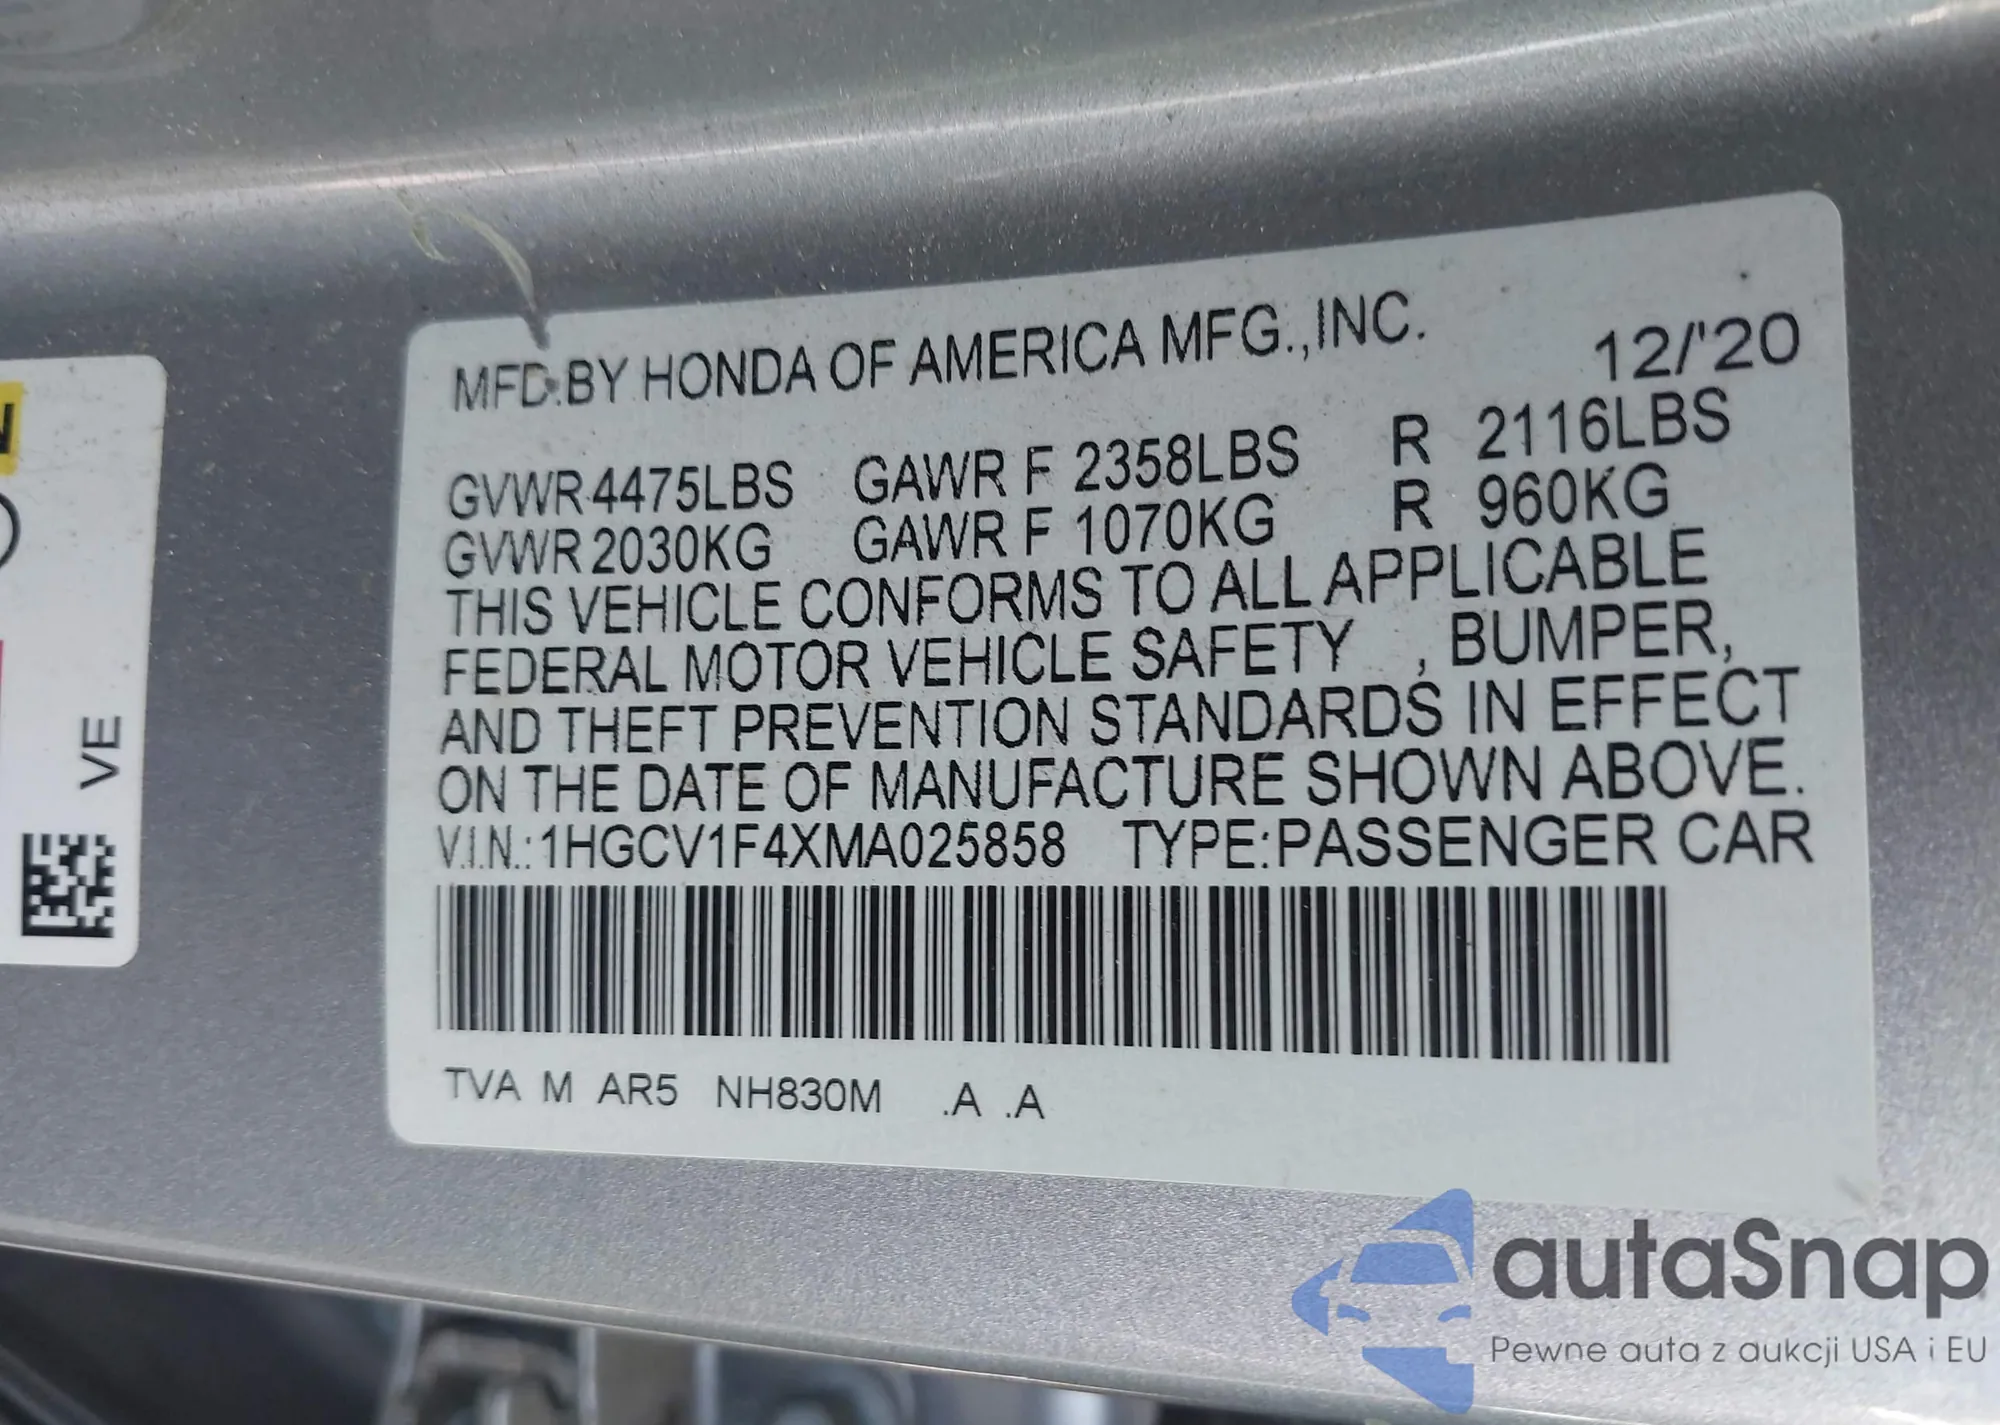 MFD.BY HONDA OF AMERICA MFG.,INC.
12/'20
GVWR 4475LBS GAWR F 2358LBS R 2116LBS
GVWR 2030KG GAWR F 1070KG R 960KG
THIS VEHICLE CONFORMS TO ALL APPLICABLE
FEDERAL MOTOR VEHICLE SAFETY , BUMPER,
AND THEFT PREVENTION STANDARDS IN EFFECT
ON THE DATE OF MANUFACTURE SHOWN ABOVE.
V.I.N.:1HGCV1F4XMA025858 TYPE:PASSENGER CAR
TVA M AR5 NH830M .A .A
VE
autaSnap
Pewne auta z aukcji USA i EU